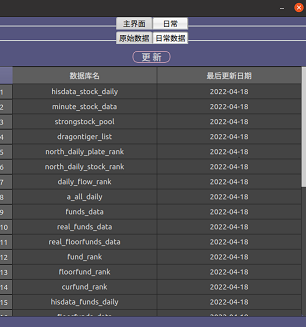 主界面 日常
原始数据 日常数据
更 新
数据库名 最后更新日期
1 hisdata_stock_daily 2022-04-18
2 minute_stock_data 2022-04-18
3 strongstock_pool 2022-04-18
4 dragontiger_list 2022-04-18
5 north_daily_plate_rank 2022-04-18
6 north_daily_stock_rank 2022-04-18
7 daily_flow_rank 2022-04-18
8 a_all_daily 2022-04-18
9 funds_data 2022-04-18
10 real_funds_data 2022-04-18
11 real_floorfunds_data 2022-04-18
12 fund_rank 2022-04-18
13 floorfund_rank 2022-04-18
14 curfund_rank 2022-04-18
15 hisdata_funds_daily 2022-04-18